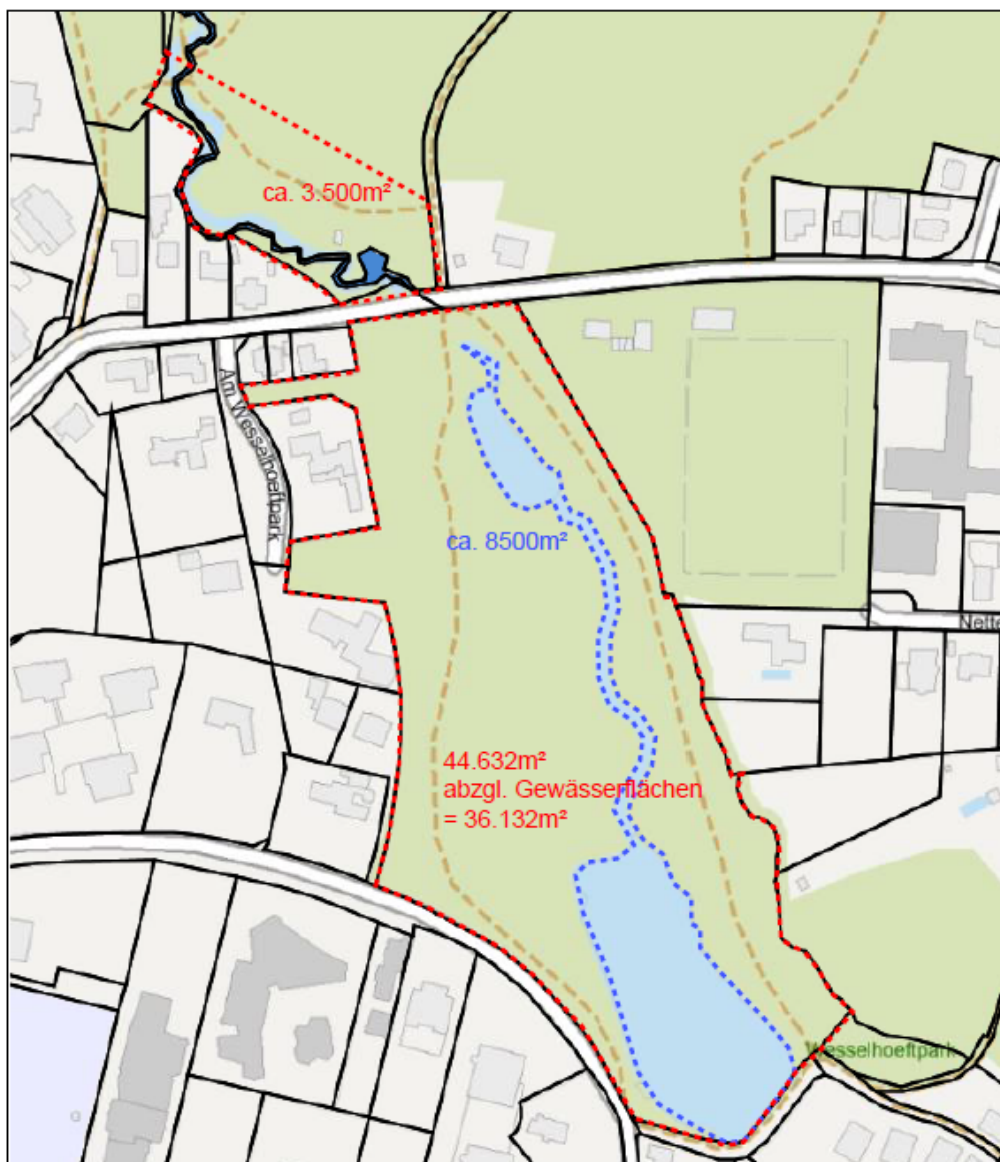 ca. 3.500m²
Am Wesselhoeftpark
ca. 8500m²
Nette
44.632m²
abzgl. Gewässerflächen
= 36.132m²
Wesselhoeftpark